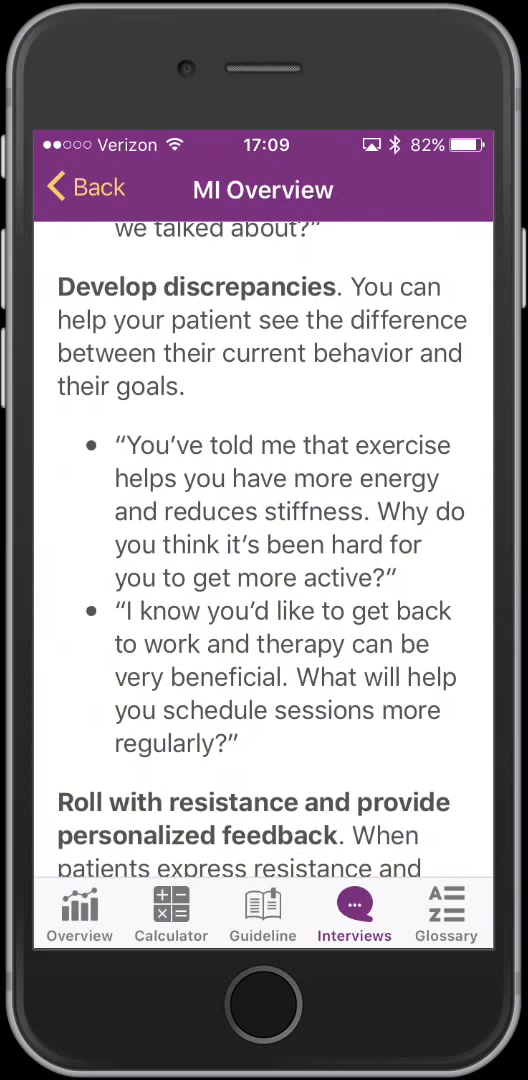 Verizon 17:09 82%
Back MI Overview
we talked about?”
Develop discrepancies. You can
help your patient see the difference
between their current behavior and
their goals.
• “You’ve told me that exercise
helps you have more energy
and reduces stiffness. Why do
you think it’s been hard for
you to get more active?”
• “I know you’d like to get back
to work and therapy can be
very beneficial. What will help
you schedule sessions more
regularly?”
Roll with resistance and provide
personalized feedback. When
patients express resistance and
Overview Calculator Guideline Interviews Glossary